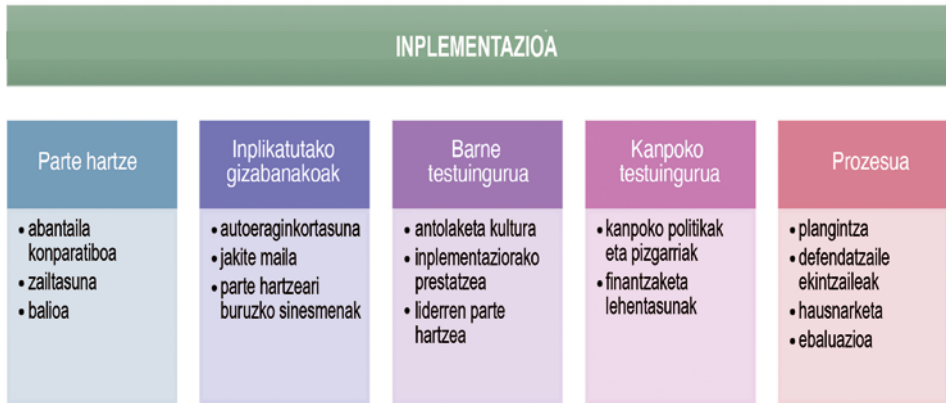 INPLEMENTAZIOA
Parte hartze
• abantaila
konparatiboa
• zailtasuna
• balioa
Inplikatutako
gizabanakoak
• autoeraginkortasuna
• jakite maila
• parte hartzeari
buruzko sinesmenak
Barne
testuingurua
• antolaketa kultura
• inplementaziorako
prestatzea
• liderren parte
hartzea
Kanpoko
testuingurua
• kanpoko politikak
eta pizgarriak
• finantzaketa
lehentasunak
Prozesua
• plangintza
• defendatzaile
ekintzaileak
• hausnarketa
• ebaluazioa